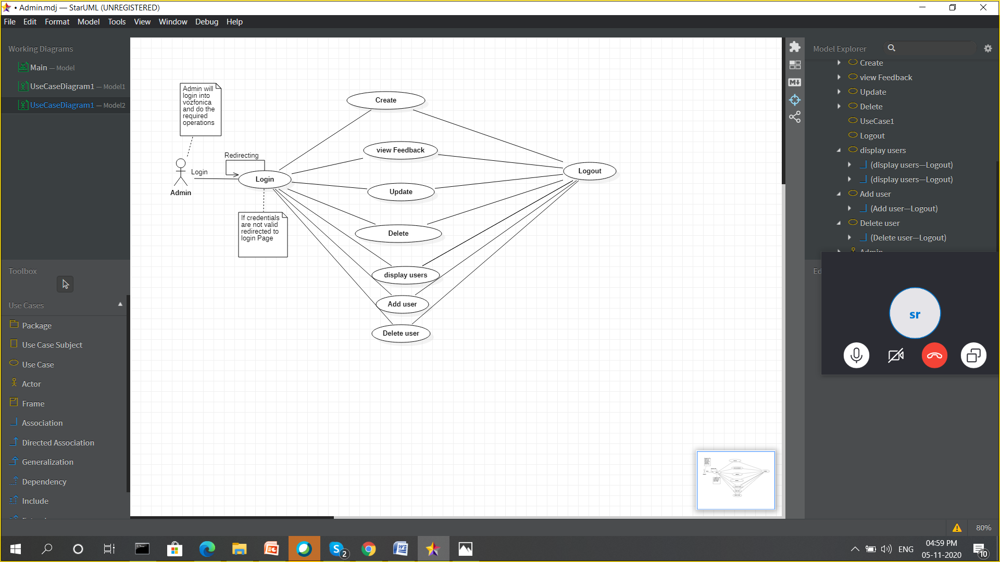 • Admin.mdj — StarUML (UNREGISTERED)
File Edit Format Model Tools View Window Debug Help
Working Diagrams
Main — Model
UseCaseDiagram1 — Model1
UseCaseDiagram1 — Model2
Toolbox
Use Cases
Package
Use Case Subject
Use Case
Actor
Frame
Association
Directed Association
Generalization
Dependency
Include
Admin will
login into
vozfonica
and do the
required
operations
Redirecting
Login
Admin
Login
If credentials
are not valid
redirected to
login Page
Create
view Feedback
Update
Delete
display users
Add user
Delete user
Logout
Model Explorer
Create
view Feedback
Update
Delete
UseCase1
Logout
display users
(display users—Logout)
(display users—Logout)
Add user
(Add user—Logout)
Delete user
(Delete user—Logout)
Admin
sr
80%
2
ENG
04:59 PM
05-11-2020
10